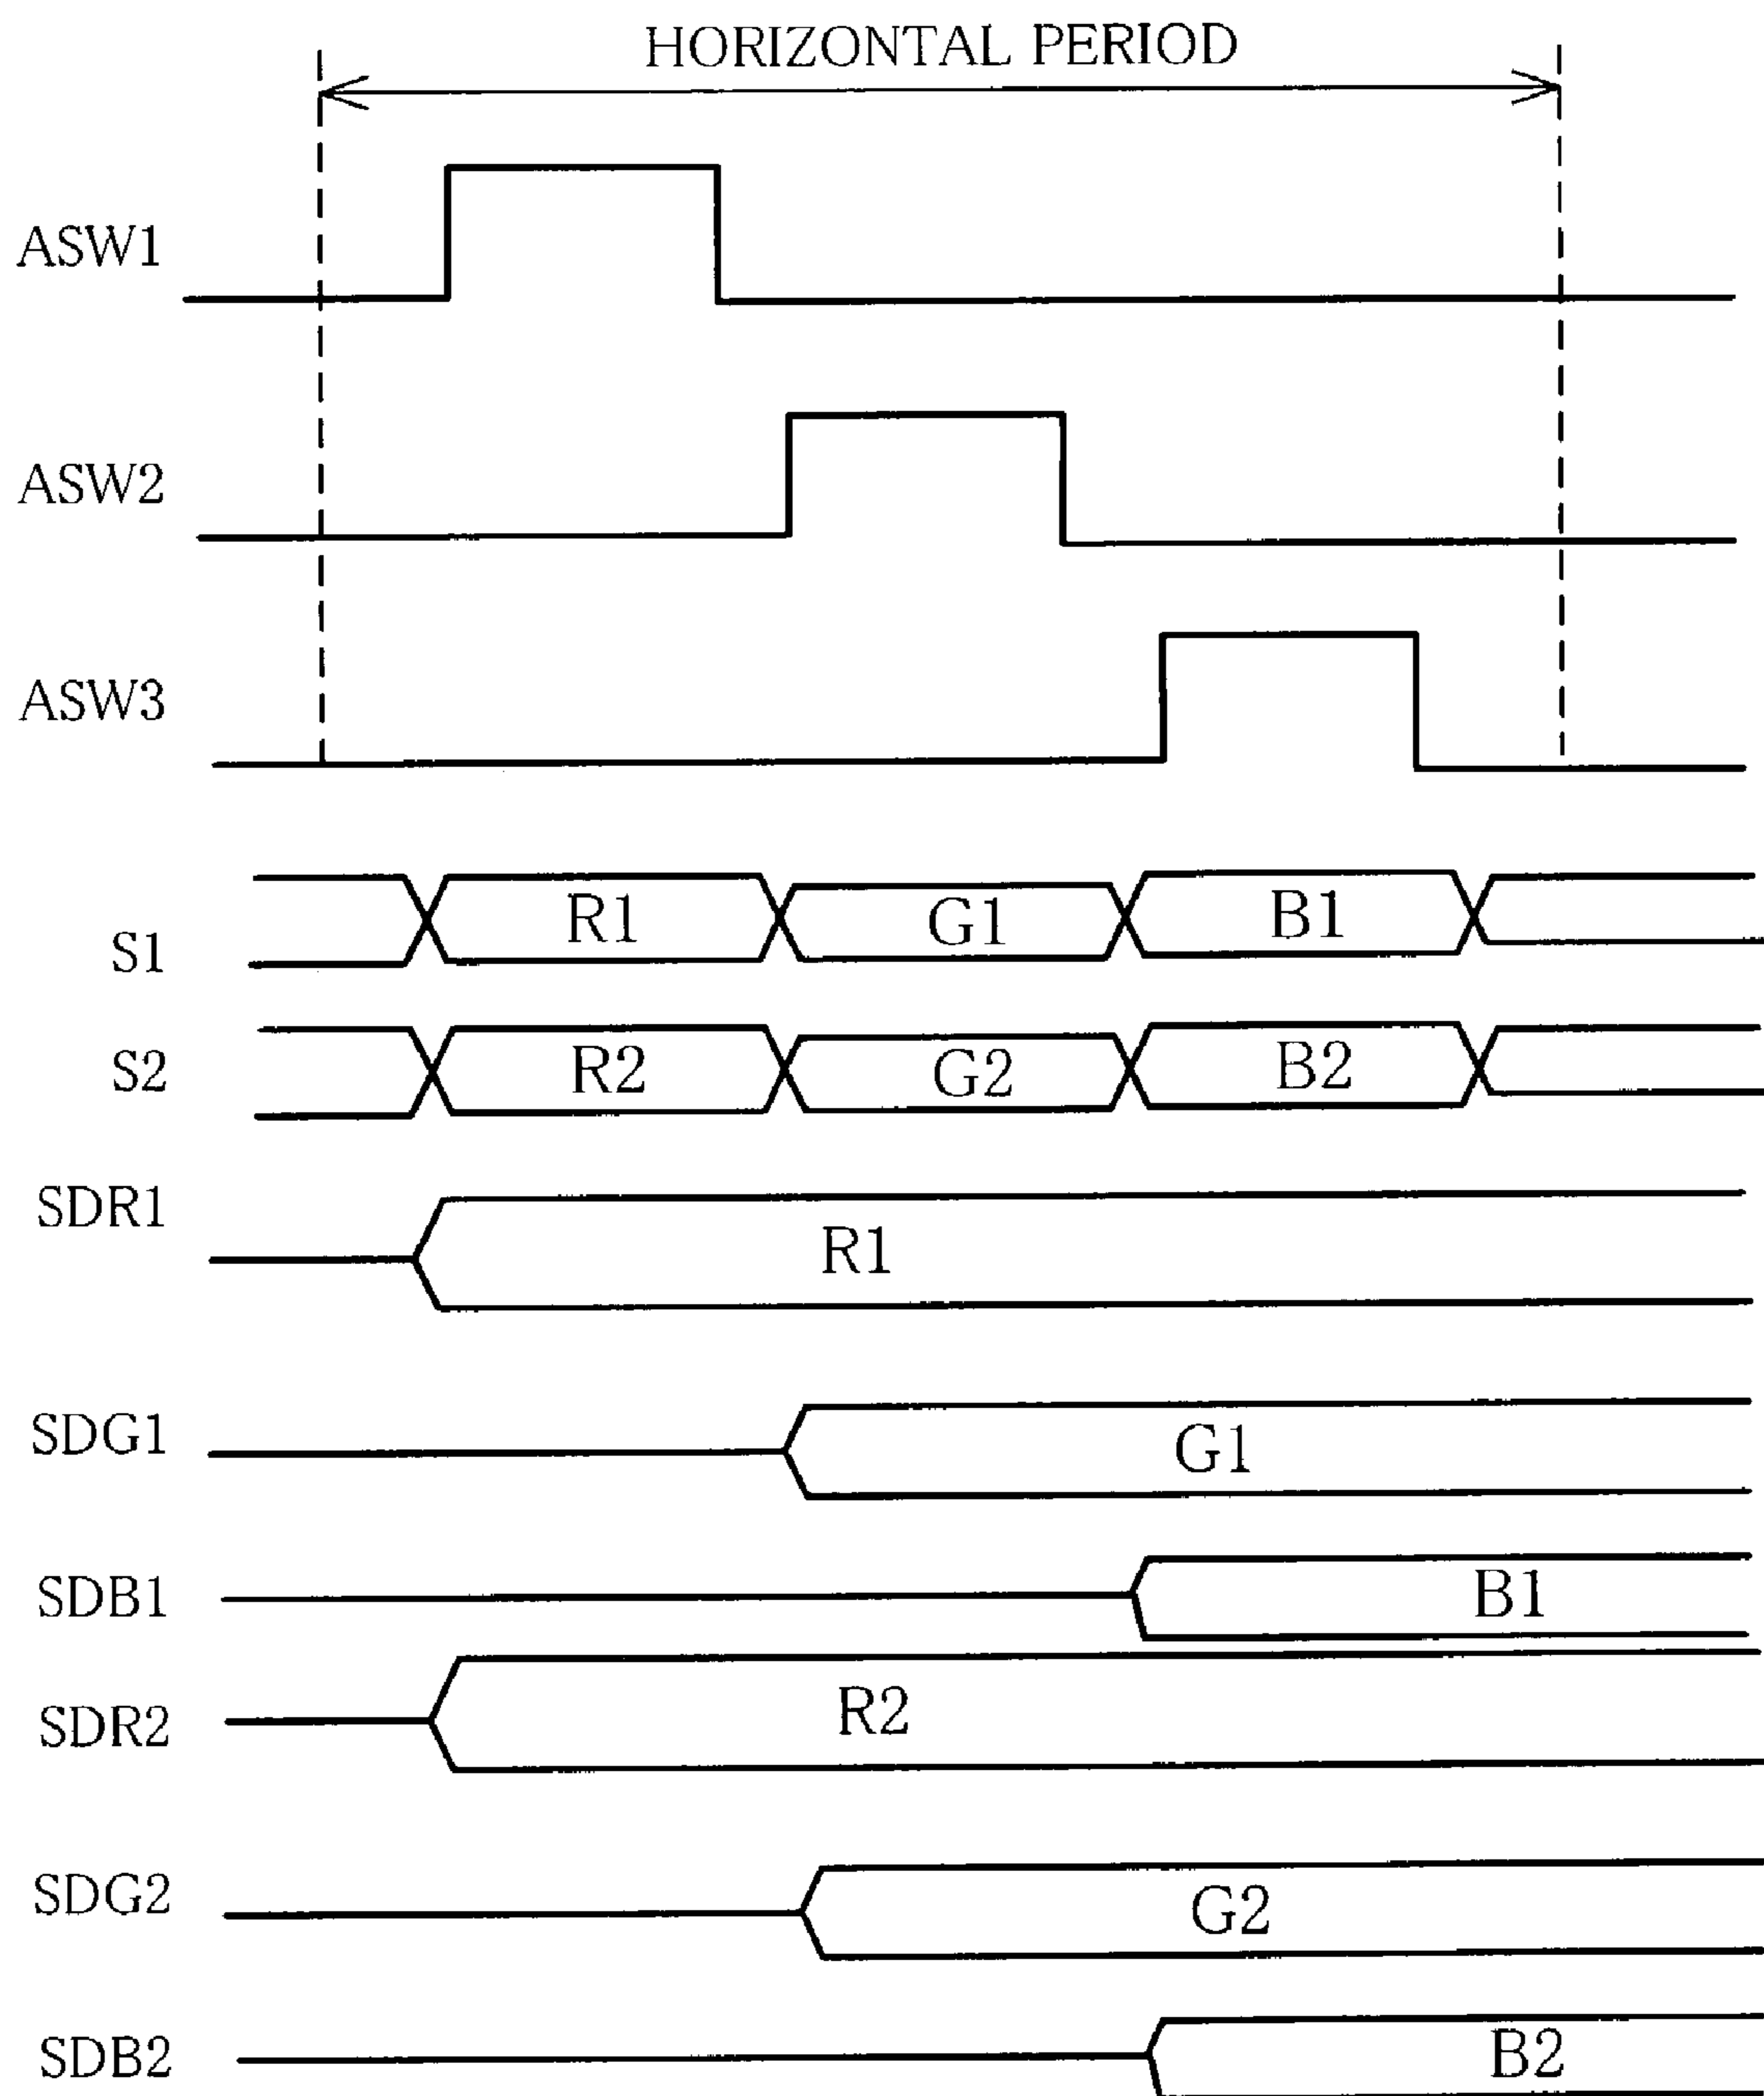 HORIZONTAL PERIOD
ASW1
ASW2
ASW3
S1 R1 G1 B1
S2 R2 G2 B2
SDR1 R1
SDG1 G1
SDB1 B1
SDR2 R2
SDG2 G2
SDB2 B2